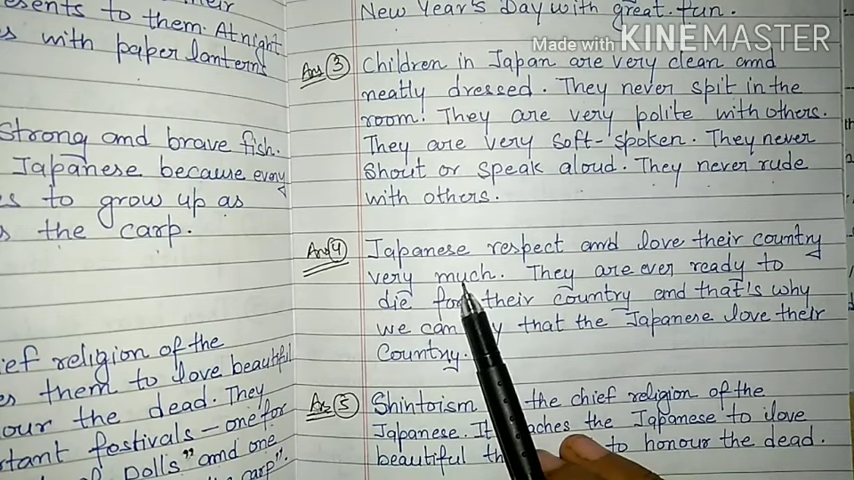 esents to them. At night
s with paper lanterns
strong and brave fish.
Japanese because every
es to grow up as
s the carp.
ief religion of the
es them to love beautiful
our the dead. They
rtant fostivals - one for
Dolls" and one
carp".
New Year's Day with great fun.
Made with KINEMASTER
Ans 3 Children in Japan are very clean and
neatly dressed. They never spit in the
room. They are very polite with others.
They are very soft-spoken. They never
shout or speak aloud. They never rude
with others.
Ans 4 Japanese respect and love their country
very much. They are ever ready to
die for their country and that's why
we can y that the Japanese love their
Country.
Ans 5 Shintoism the chief religion of the
Japanese. It eaches the Japanese to love
beautiful th to honour the dead.